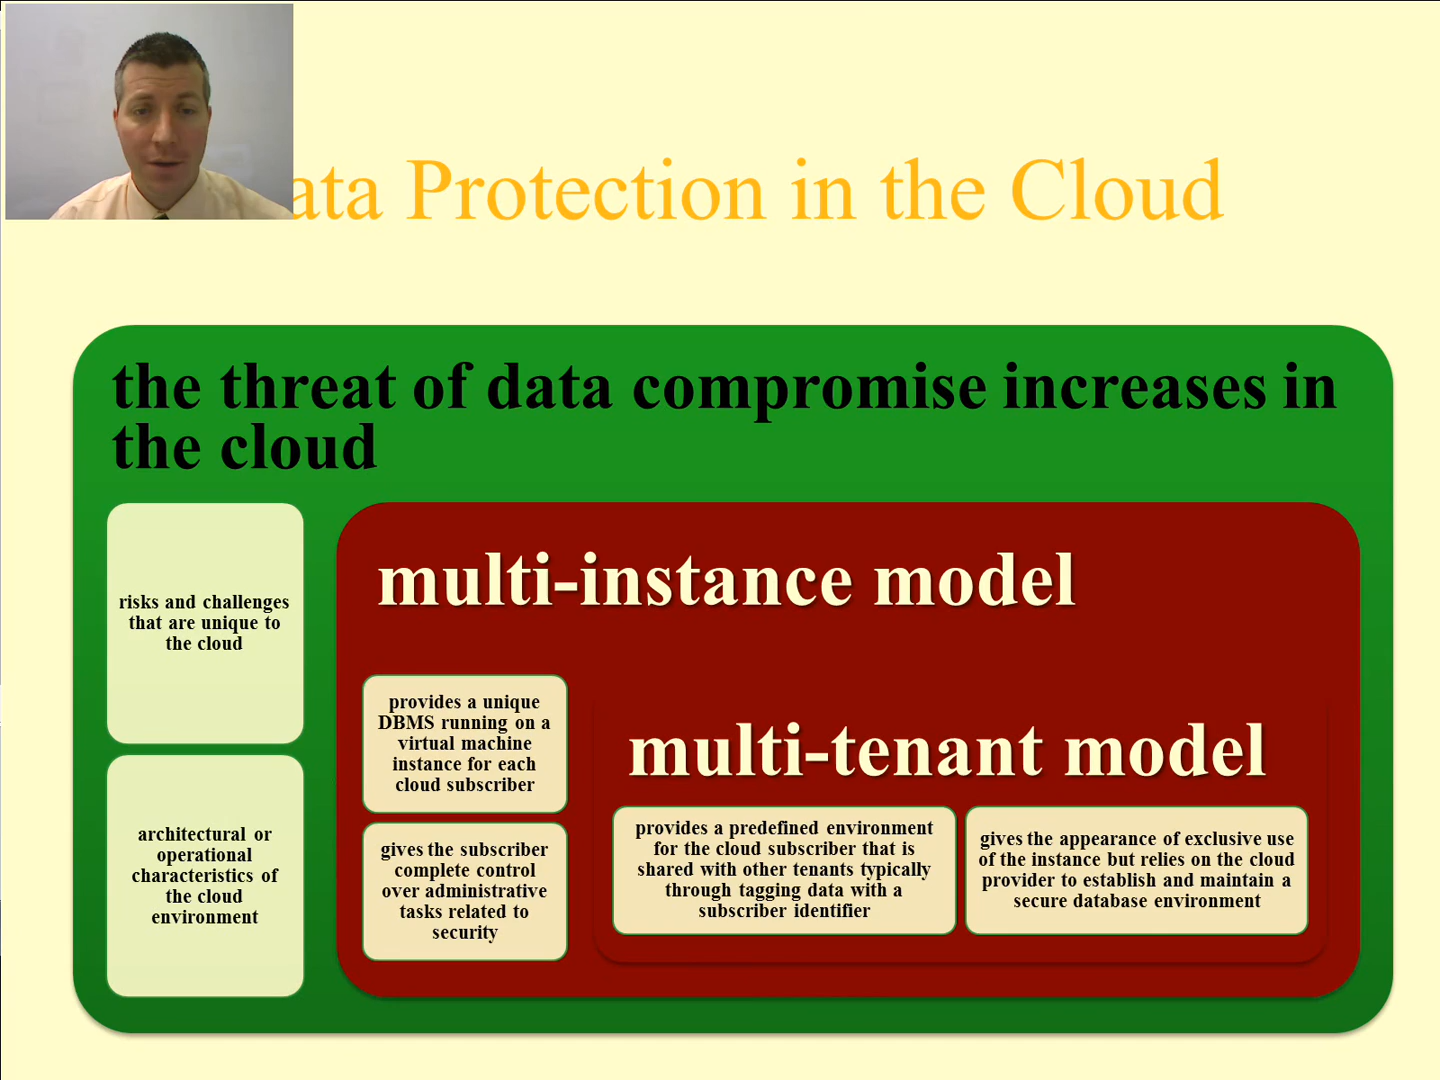 ata Protection in the Cloud
the threat of data compromise increases in
the cloud
risks and challenges
that are unique to
the cloud
architectural or
operational
characteristics of
the cloud
environment
multi-instance model
provides a unique
DBMS running on a
virtual machine
instance for each
cloud subscriber
gives the subscriber
complete control
over administrative
tasks related to
security
multi-tenant model
provides a predefined environment
for the cloud subscriber that is
shared with other tenants typically
through tagging data with a
subscriber identifier
gives the appearance of exclusive use
of the instance but relies on the cloud
provider to establish and maintain a
secure database environment